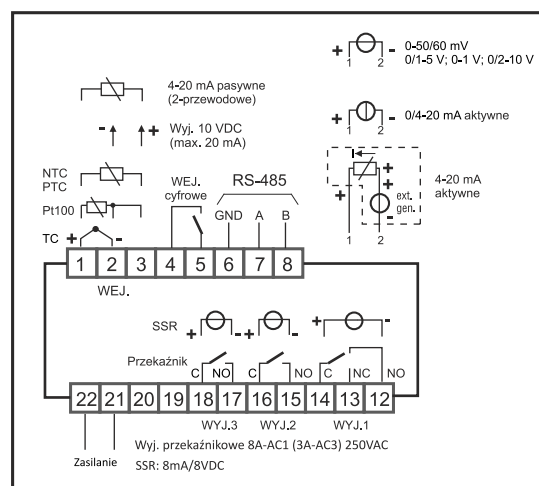 + - 0-50/60 mV
1 2 0/1-5 V; 0-1 V; 0/2-10 V
4-20 mA pasywne
(2-przewodowe)
+ - 0/4-20 mA aktywne
1 2
- + Wyj. 10 VDC
(max. 20 mA)
I
+ +
+ ext. gen.
-
1 2
4-20 mA
aktywne
NTC
PTC
WEJ.
cyfrowe
RS-485
Pt100
GND A B
TC + -
1 2 3 4 5 6 7 8
WEJ.
SSR + - + - + -
Przekaźnik
C NO C NO C NC NO
22 21 20 19 18 17 16 15 14 13 12
WYJ.3 WYJ.2 WYJ.1
Wyj. przekaźnikowe 8A-AC1 (3A-AC3) 250VAC
Zasilanie SSR: 8mA/8VDC